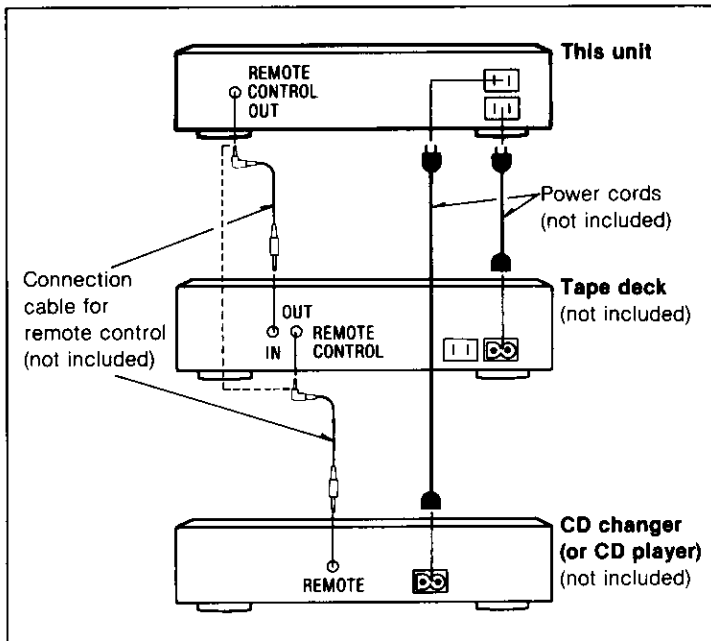 This unit
REMOTE
CONTROL
OUT
Power cords
(not included)
Connection
cable for
remote control
(not included)
Tape deck
(not included)
OUT
IN
REMOTE
CONTROL
CD changer
(or CD player)
(not included)
REMOTE